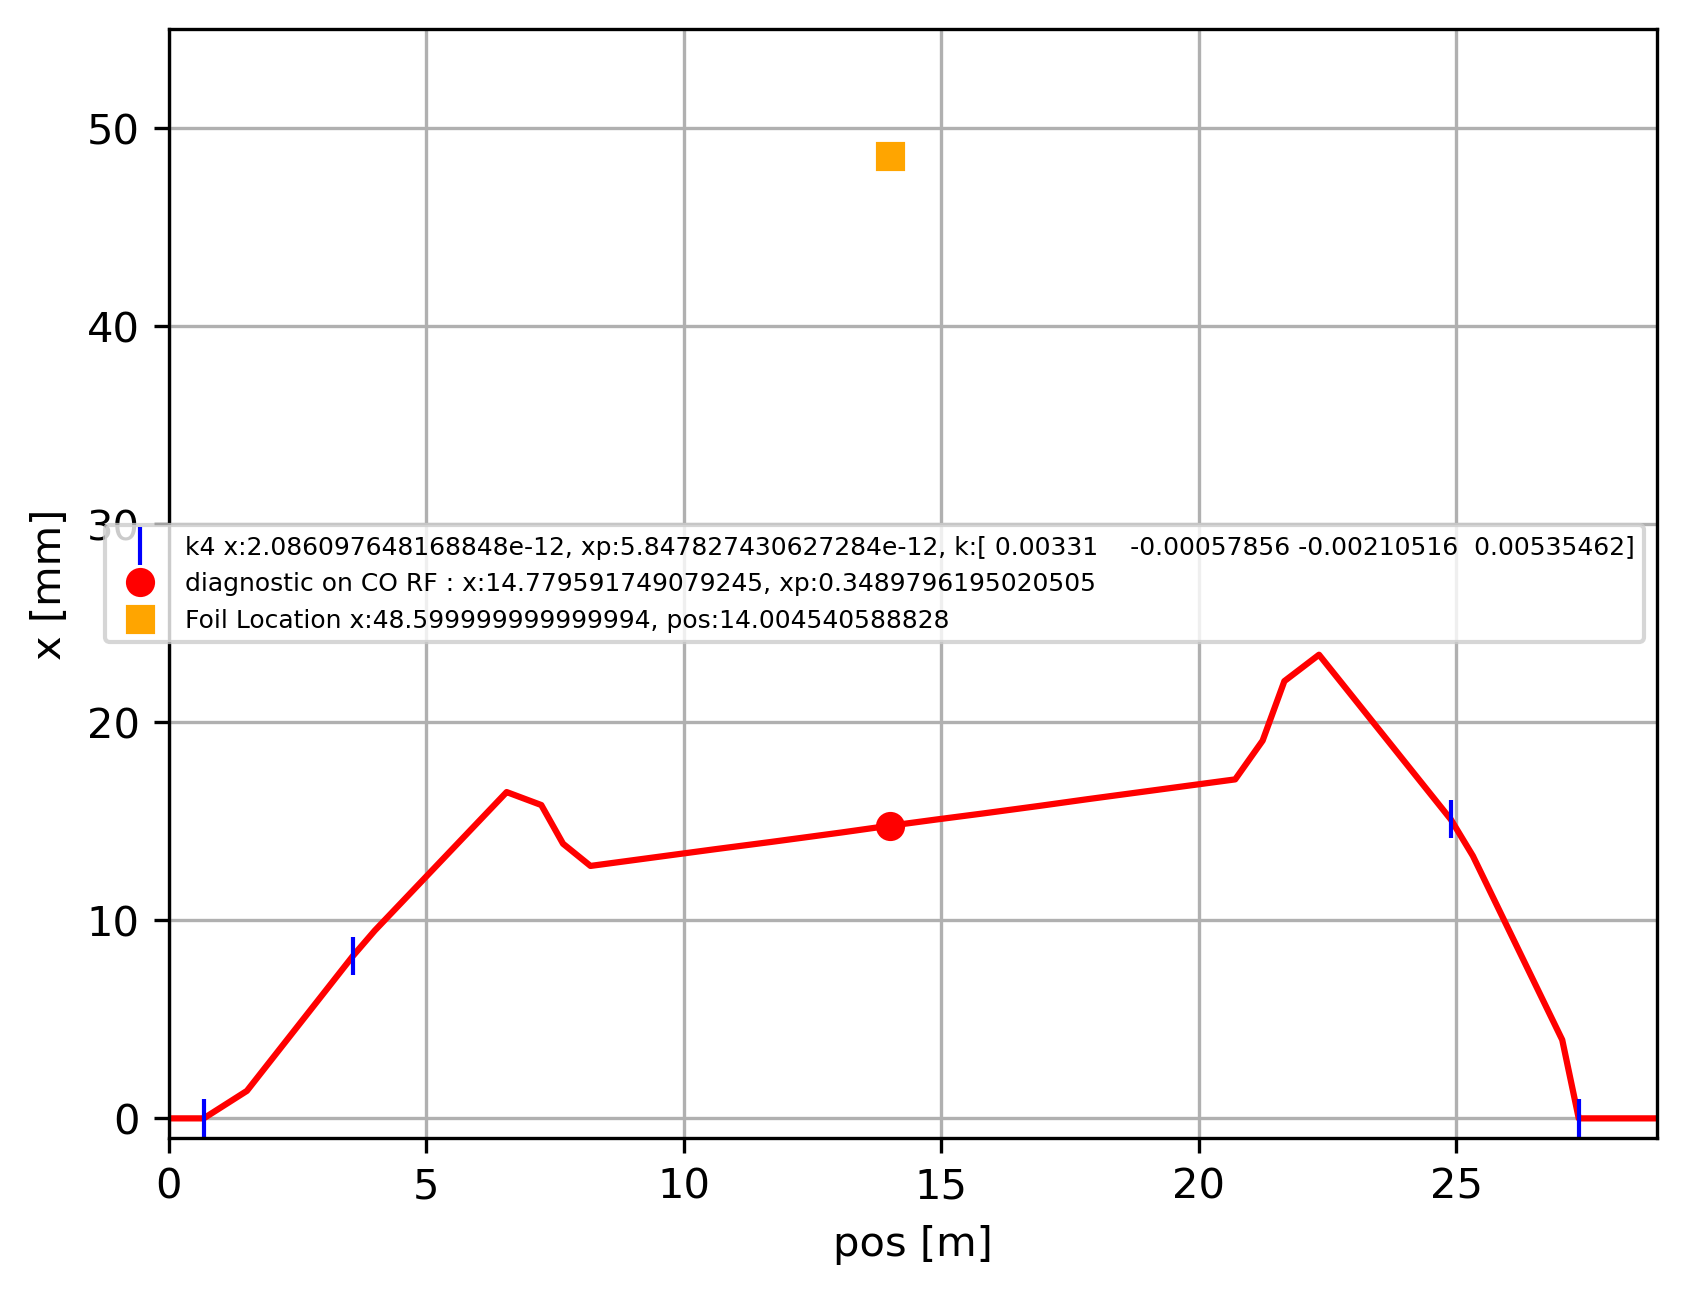 50
40
30
20
10
0
x [mm]
k4 x:2.086097648168848e-12, xp:5.847827430627284e-12, k:[ 0.00331    -0.00057856 -0.00210516  0.00535462]
diagnostic on CO RF : x:14.779591749079245, xp:0.3489796195020505
Foil Location x:48.599999999999994, pos:14.004540588828
0 5 10 15 20 25
pos [m]